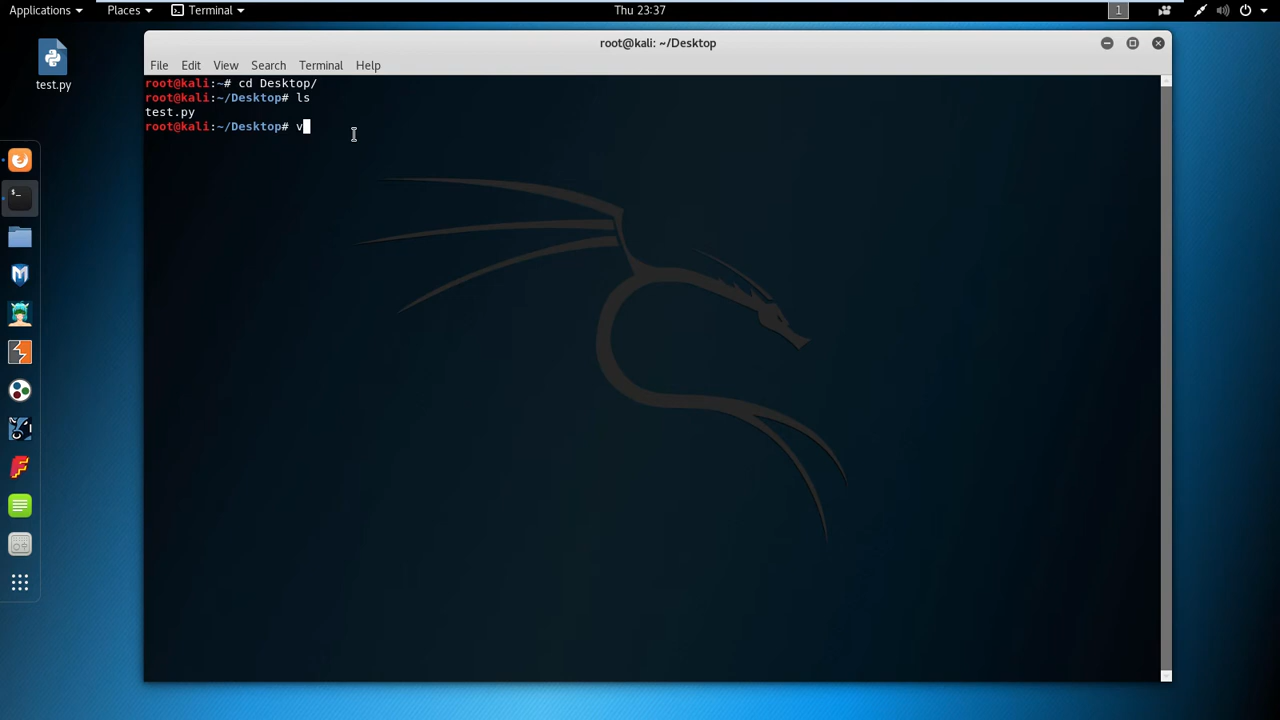 Applications
Places
Terminal
Thu 23:37
1
test.py
root@kali: ~/Desktop
File Edit View Search Terminal Help
root@kali:~# cd Desktop/
root@kali:~/Desktop# ls
test.py
root@kali:~/Desktop# v